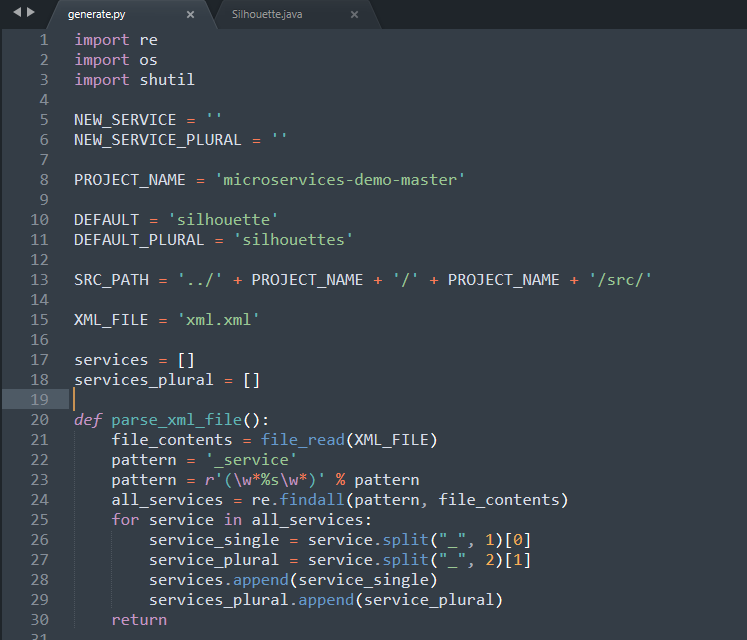 generate.py × Silhouette.java ×
1 import re
2 import os
3 import shutil
4
5 NEW_SERVICE = ''
6 NEW_SERVICE_PLURAL = ''
7
8 PROJECT_NAME = 'microservices-demo-master'
9
10 DEFAULT = 'silhouette'
11 DEFAULT_PLURAL = 'silhouettes'
12
13 SRC_PATH = '../' + PROJECT_NAME + '/' + PROJECT_NAME + '/src/'
14
15 XML_FILE = 'xml.xml'
16
17 services = []
18 services_plural = []
19
20 def parse_xml_file():
21     file_contents = file_read(XML_FILE)
22     pattern = '_service'
23     pattern = r'(\w*%s\w*)' % pattern
24     all_services = re.findall(pattern, file_contents)
25     for service in all_services:
26         service_single = service.split("_", 1)[0]
27         service_plural = service.split("_", 2)[1]
28         services.append(service_single)
29         services_plural.append(service_plural)
30     return
31